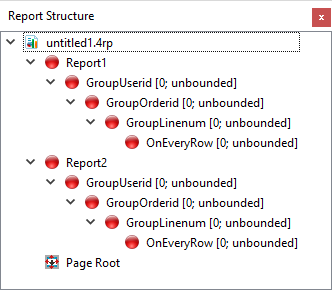 Report Structure
untitled1.4rp
Report1
GroupUserid [0; unbounded]
GroupOrderid [0; unbounded]
GroupLinenum [0; unbounded]
OnEveryRow [0; unbounded]
Report2
GroupUserid [0; unbounded]
GroupOrderid [0; unbounded]
GroupLinenum [0; unbounded]
OnEveryRow [0; unbounded]
Page Root